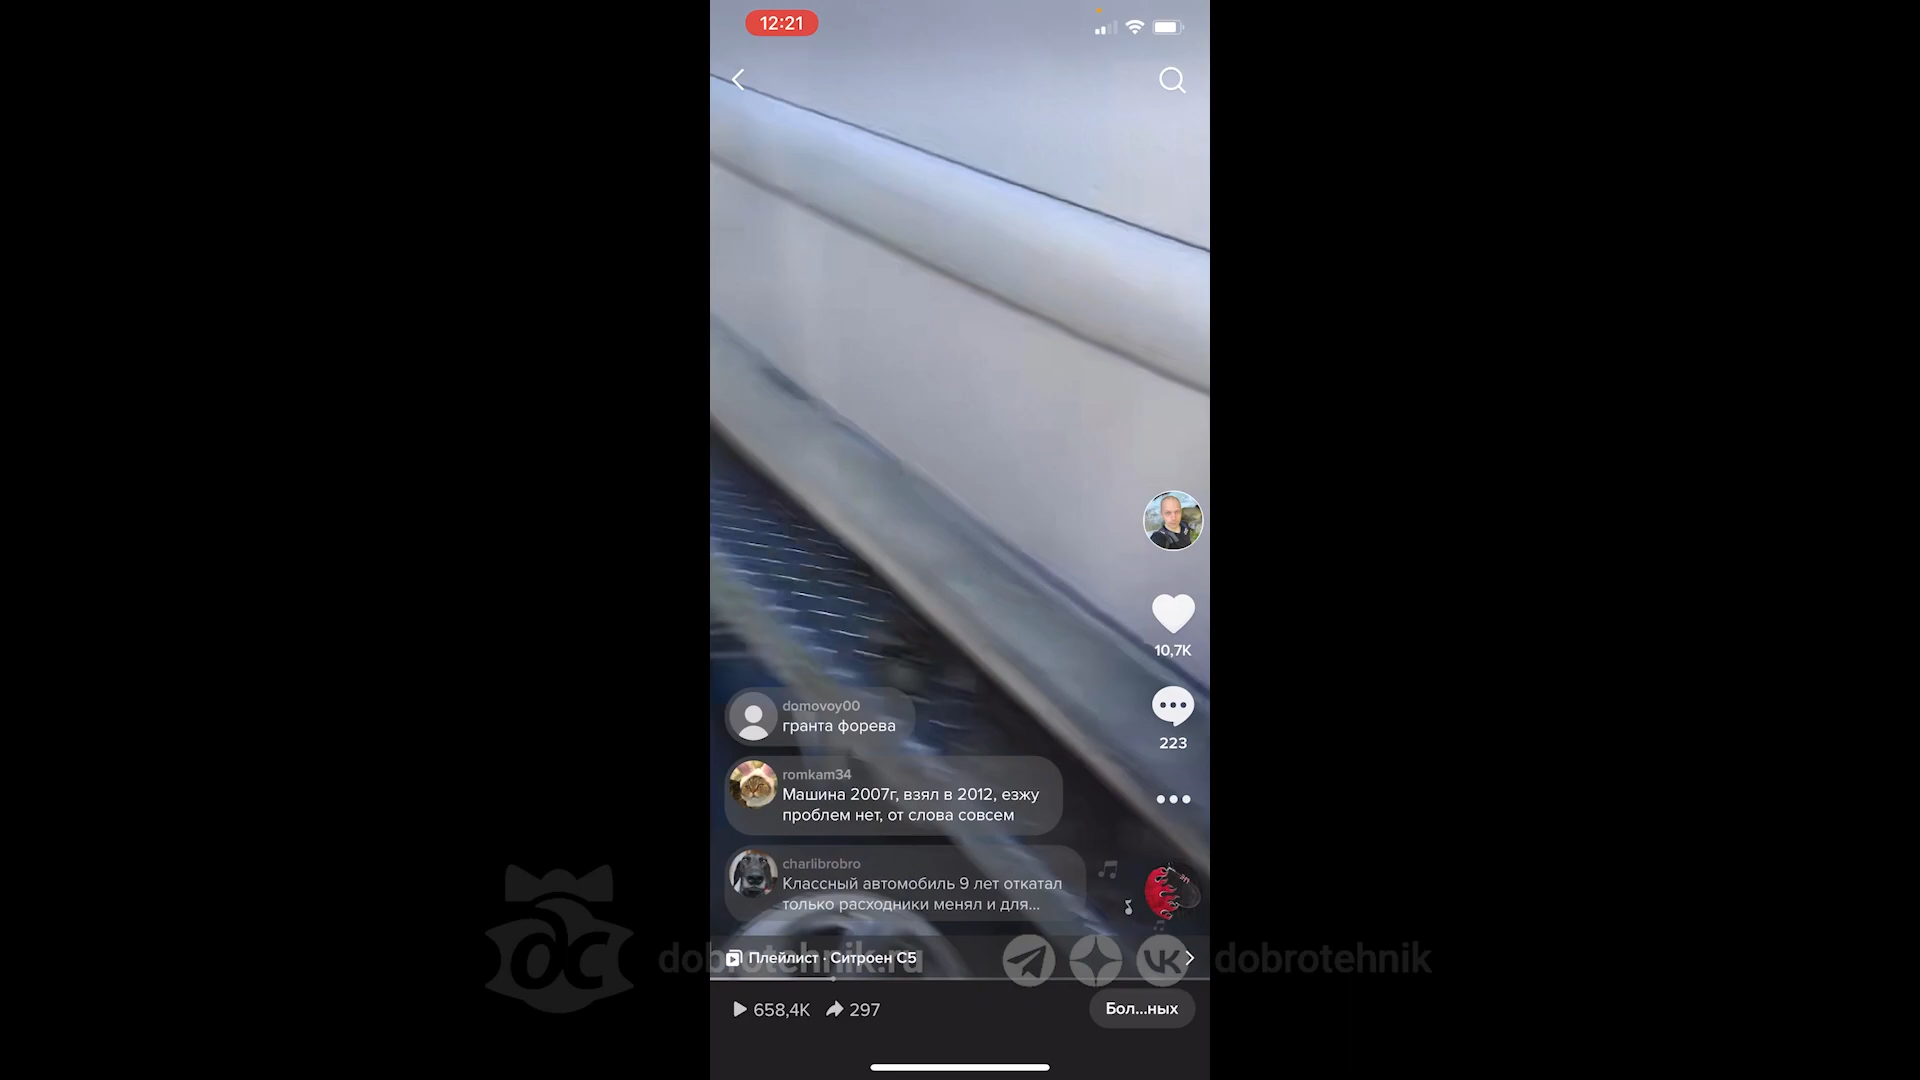 12:21
10,7K
223
domovoy00
гранта форева
romkam34
Машина 2007г, взял в 2012, езжу
проблем нет, от слова совсем
charlibrobro
Классный автомобиль 9 лет откатал
только расходники менял и для...
Плейлист · Ситроен С5
dobrotehnik.ru
dobrotehnik
658,4K
297
Бол...ных